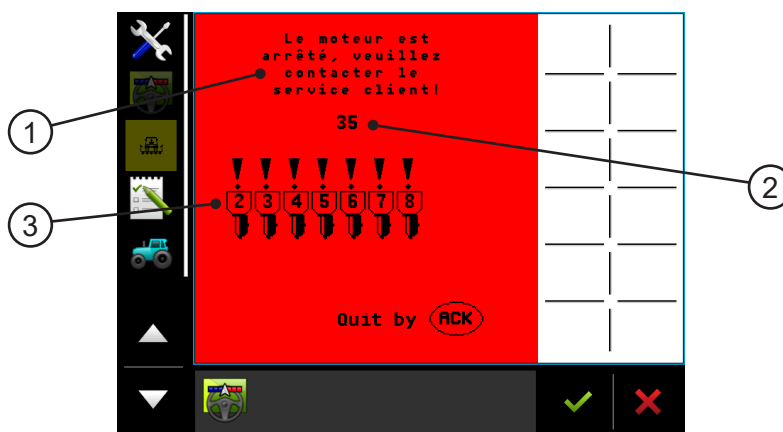 Le moteur est
arrêté, veuillez
contacter le
service client!
35
1
2
3
2 3 4 5 6 7 8
Quit by ACK